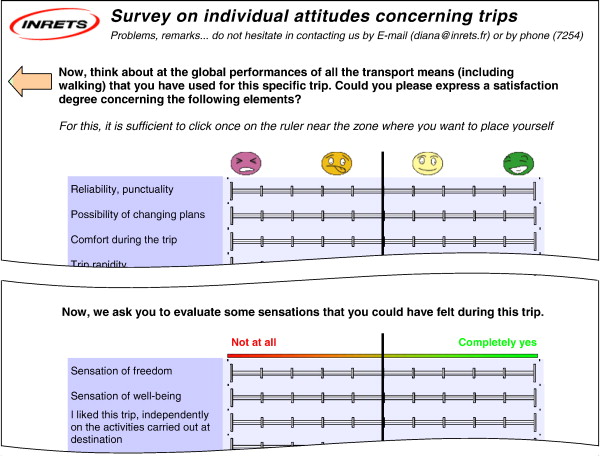 INRETS
Survey on individual attitudes concerning trips
Problems, remarks... do not hesitate in contacting us by E-mail (diana@inrets.fr) or by phone (7254)
Now, think about at the global performances of all the transport means (including
walking) that you have used for this specific trip. Could you please express a satisfaction
degree concerning the following elements?
For this, it is sufficient to click once on the ruler near the zone where you want to place yourself
Reliability, punctuality
Possibility of changing plans
Comfort during the trip
Trip rapidity
Now, we ask you to evaluate some sensations that you could have felt during this trip.
Not at all Completely yes
Sensation of freedom
Sensation of well-being
I liked this trip, independently
on the activities carried out at
destination